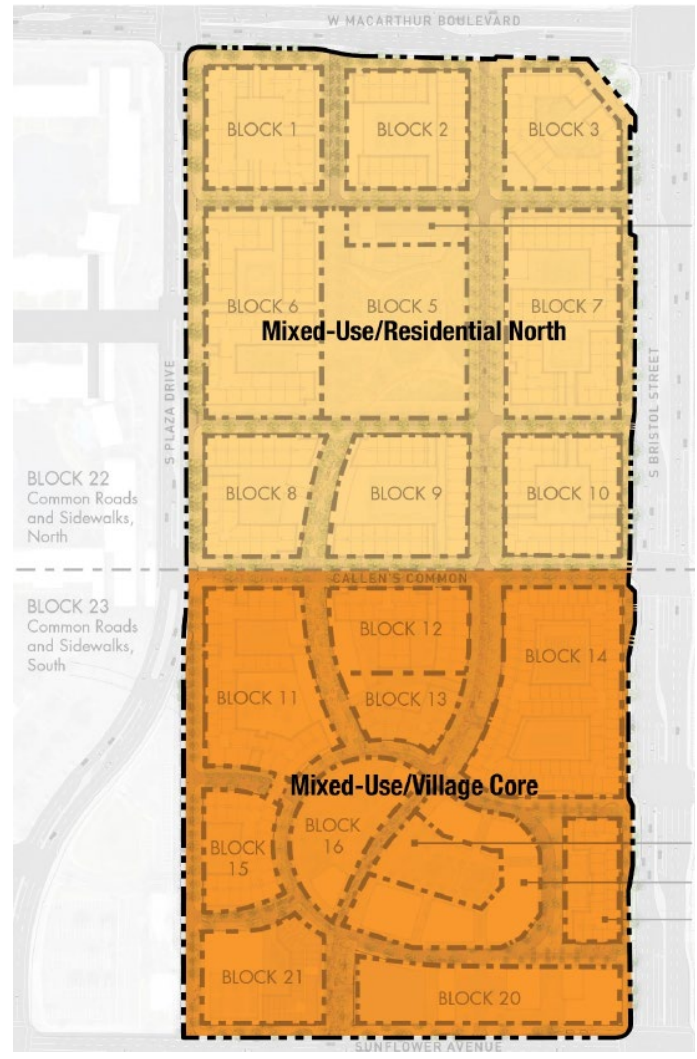 W MACARTHUR BOULEVARD
BLOCK 1
BLOCK 2
BLOCK 3
BLOCK 6
BLOCK 5
BLOCK 7
Mixed-Use/Residential North
S PLAZA DRIVE
S BRISTOL STREET
BLOCK 22
Common Roads
and Sidewalks,
North
BLOCK 8
BLOCK 9
BLOCK 10
CALLEN'S COMMON
BLOCK 23
Common Roads
and Sidewalks,
South
BLOCK 12
BLOCK 14
BLOCK 11
BLOCK 13
Mixed-Use/Village Core
BLOCK
16
BLOCK
15
BLOCK 21
BLOCK 20
SUNFLOWER AVENUE